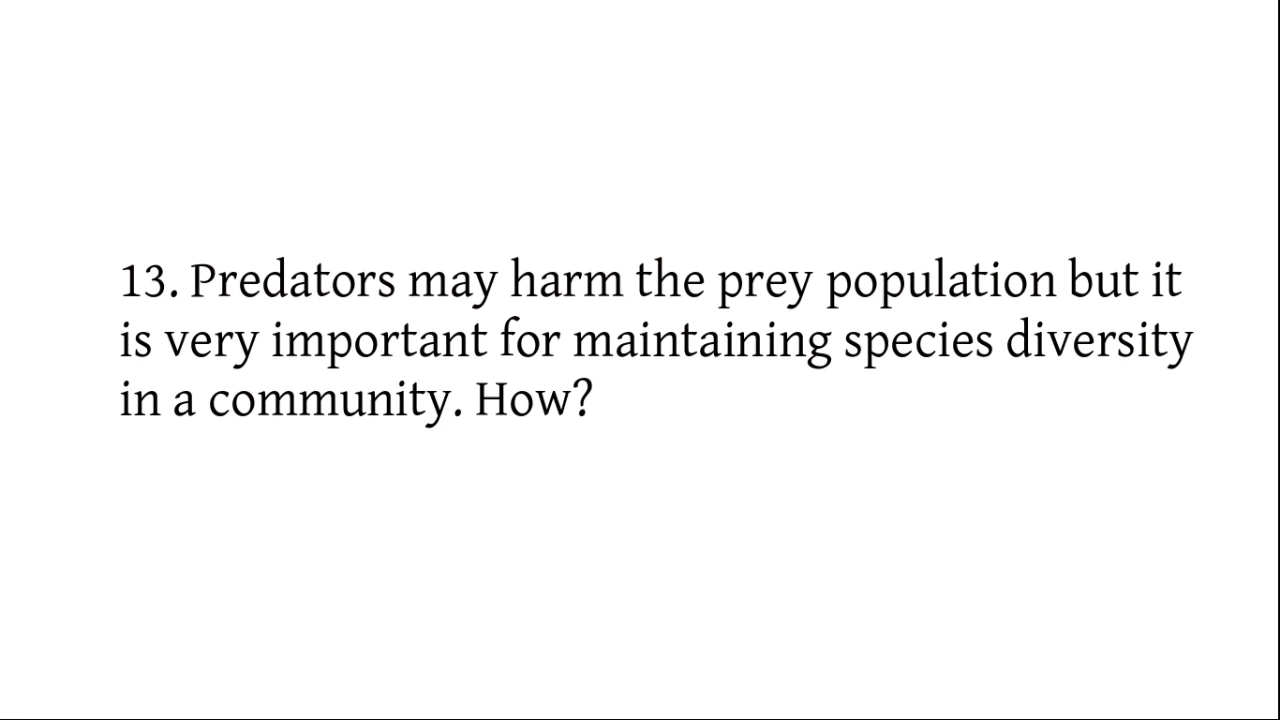 13. Predators may harm the prey population but it
is very important for maintaining species diversity
in a community. How?